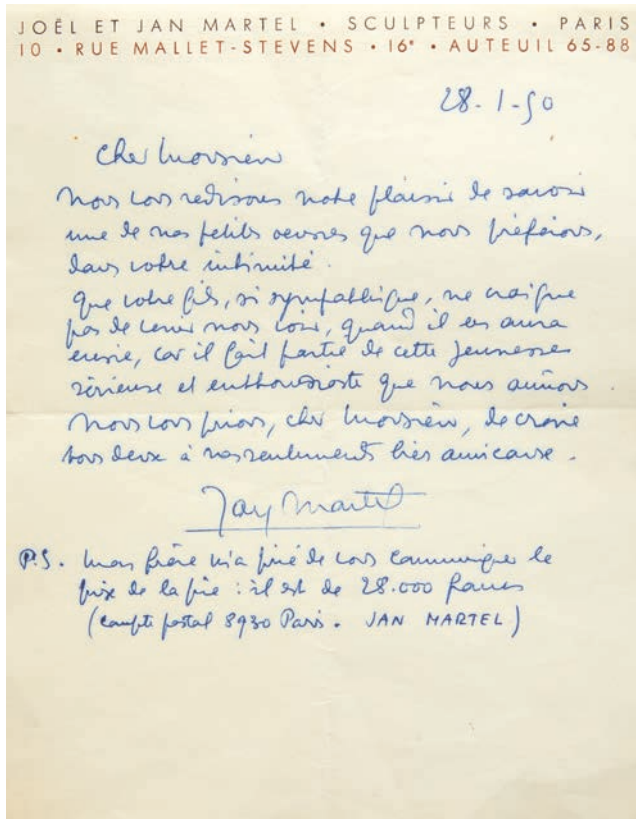 JOËL ET JAN MARTEL • SCULPTEURS • PARIS
10 • RUE MALLET-STEVENS • 16e • AUTEUIL 65-88
28-1-50
Cher Monsieur
Nous vous redisons notre plaisir de savoir
une de nos petites oeuvres que nous préférons,
dans votre intimité.
Que votre fils, si sympathique, ne craigne
pas de venir nous voir, quand il en aura
envie, car il fait partie de cette jeunesse
sérieuse et enthousiaste que nous aimons.
Nous vous prions, cher Monsieur, de croire
tous deux à nos sentiments très amicaux.
Jan Martel
P.S. Mon frère m'a prié de vous communiquer le
prix de la pie : il est de 28.000 francs
(compte postal 8930 Paris. JAN MARTEL)